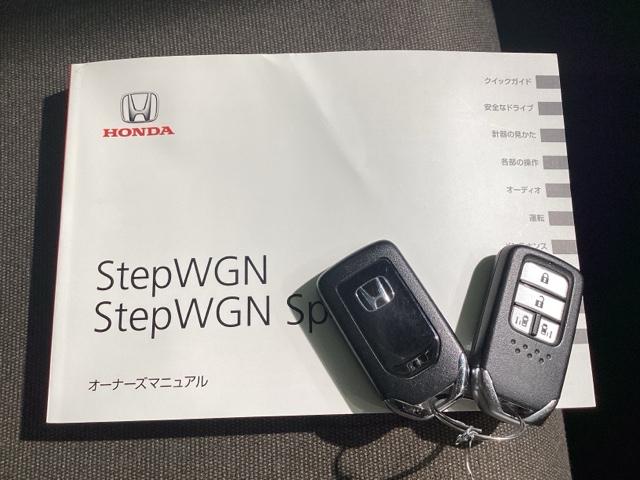 HONDA
クイックガイド
安全なドライブ
計器の見かた
各部の操作
オーディオ
運転
StepWGN
StepWGN Sp
オーナーズマニュアル